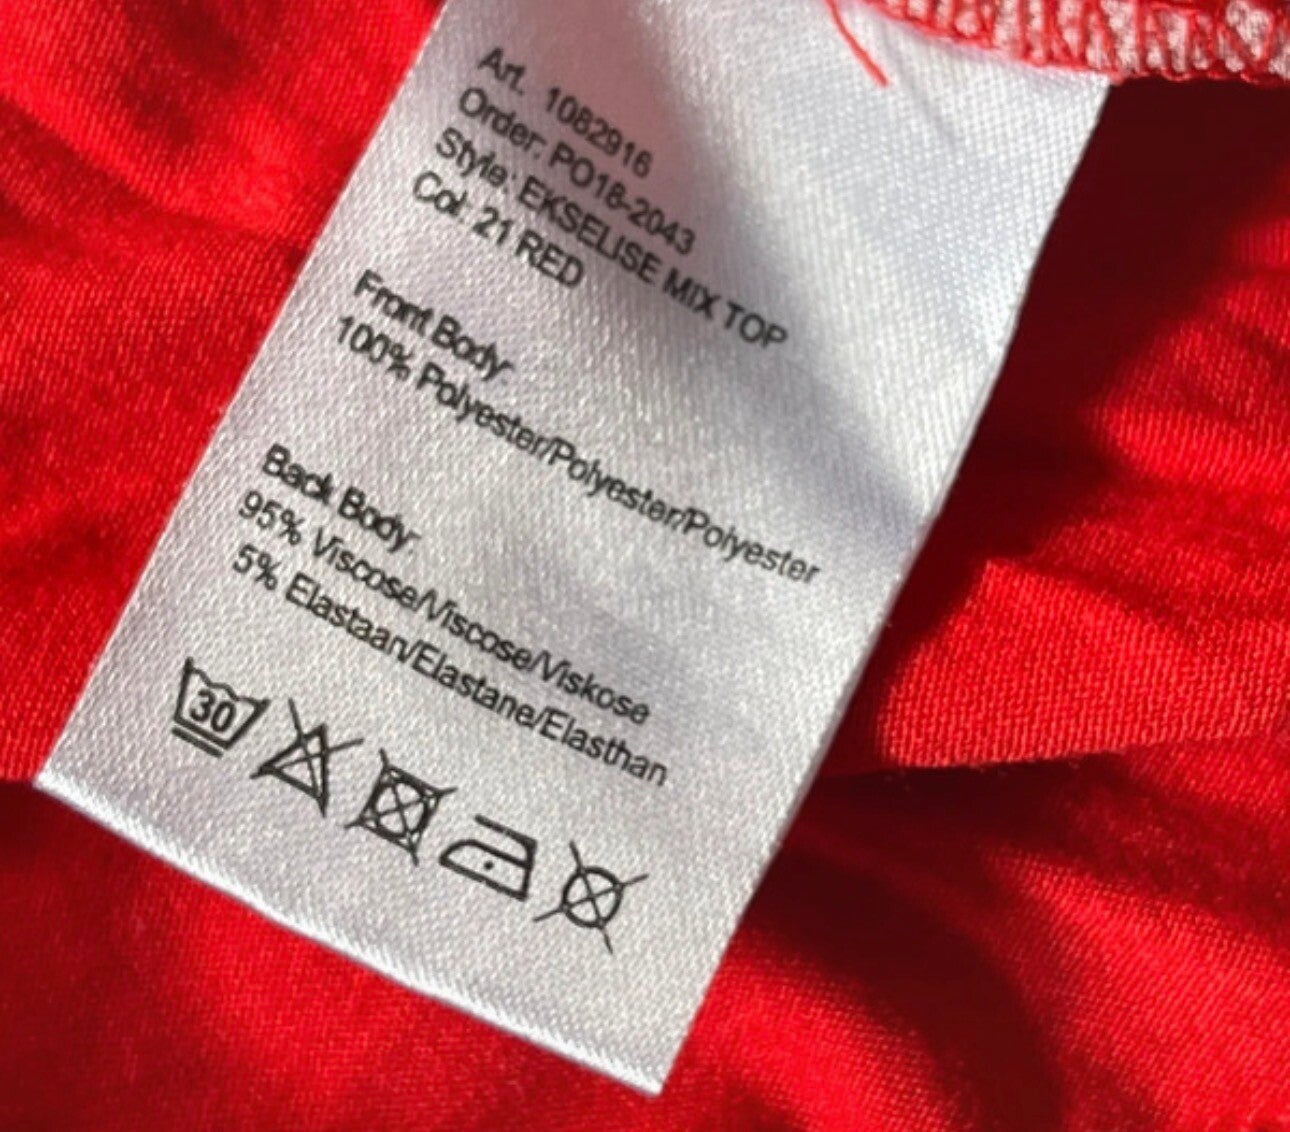 Art. 1082916
Order: PO18-2043
Style: EKSELISE MIX TOP
Col: 21 RED
Front Body:
100% Polyester/Polyester/Polyester
Back Body:
95% Viscose/Viscose/Viskose
5% Elastaan/Elastane/Elasthan
30